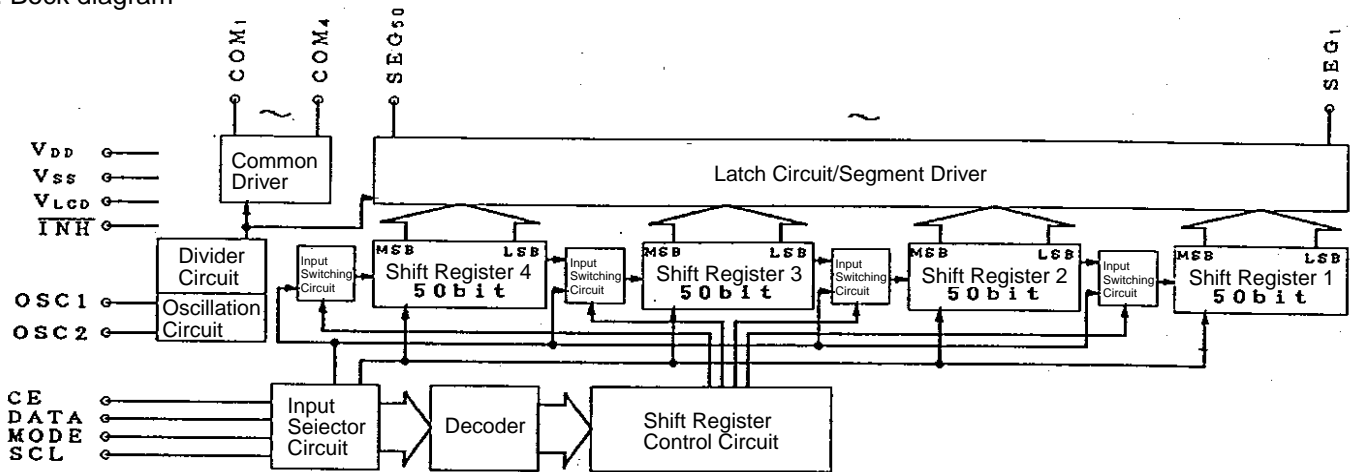 Bock diagram
COM1
COM4
SEG50
SEG1
~
~
VDD
VSS
VLCD
INH
Common
Driver
Latch Circuit/Segment Driver
Divider
Circuit
Oscillation
Circuit
OSC1
OSC2
Input
Switching
Circuit
MSB LSB
Shift Register 4
50bit
Input
Switching
Circuit
MSB LSB
Shift Register 3
50bit
Input
Switching
Circuit
MSB LSB
Shift Register 2
50bit
Input
Switching
Circuit
MSB LSB
Shift Register 1
50bit
CE
DATA
MODE
SCL
Input
Seiector
Circuit
Decoder
Shift Register
Control Circuit